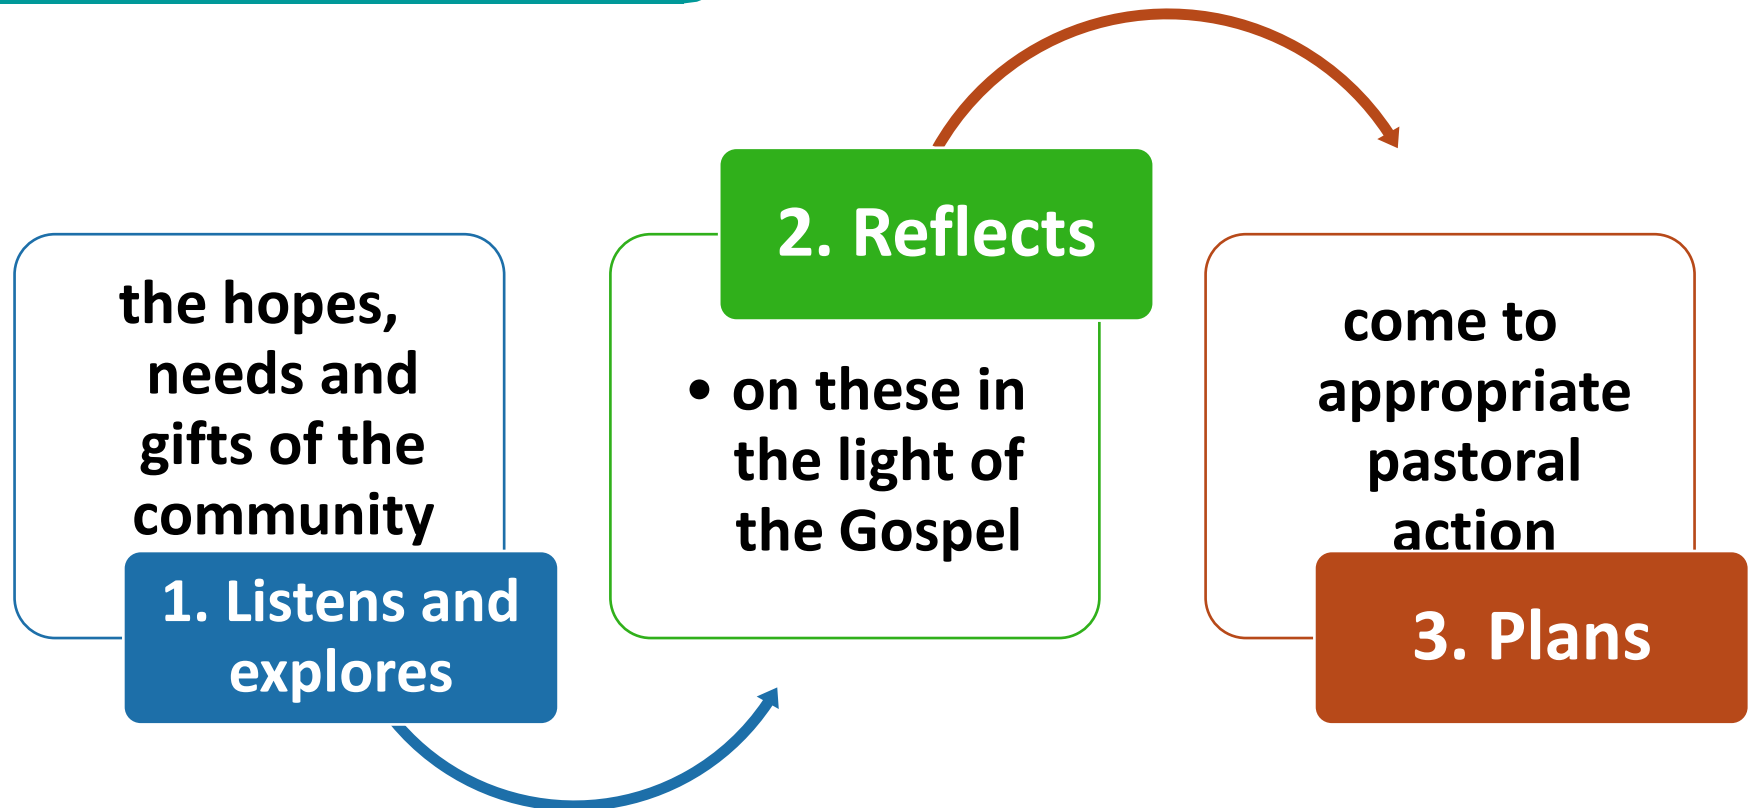 the hopes,
needs and
gifts of the
community
1. Listens and
explores
2. Reflects
• on these in
the light of
the Gospel
come to
appropriate
pastoral
action
3. Plans